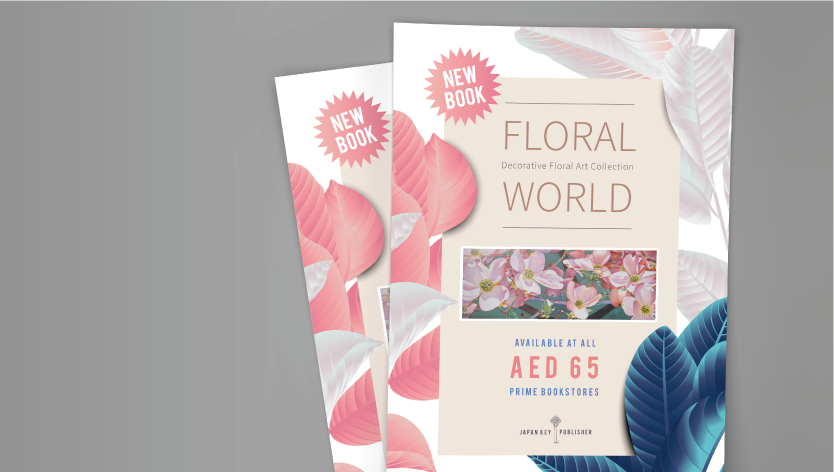 NEW
BOOK
NEW
BOOK
FLORAL
Decorative Floral Art Collection
WORLD
AVAILABLE AT ALL
AED 65
PRIME BOOKSTORES
JAPAN KEY PUBLISHER